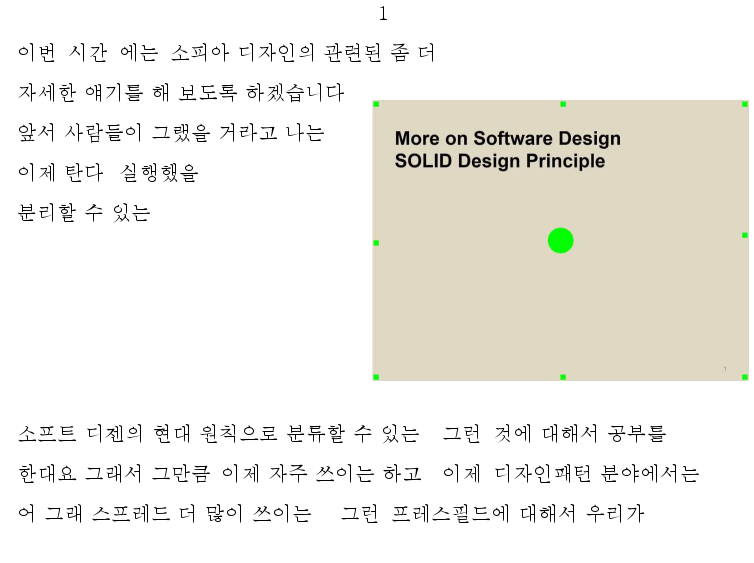 1
이번 시간 에는 소피아 디자인의 관련된 좀 더
자세한 얘기를 해 보도록 하겠습니다
앞서 사람들이 그랬을 거라고 나는
이제 탄다 실행했을
분리할 수 있는
More on Software Design
SOLID Design Principle
1
소프트 디젠의 현대 원칙으로 분류할 수 있는 그런 것에 대해서 공부를
한대요 그래서 그만큼 이제 자주 쓰이는 하고 이제 디자인패턴 분야에서는
어 그래 스프레드 더 많이 쓰이는 그런 프레스필드에 대해서 우리가